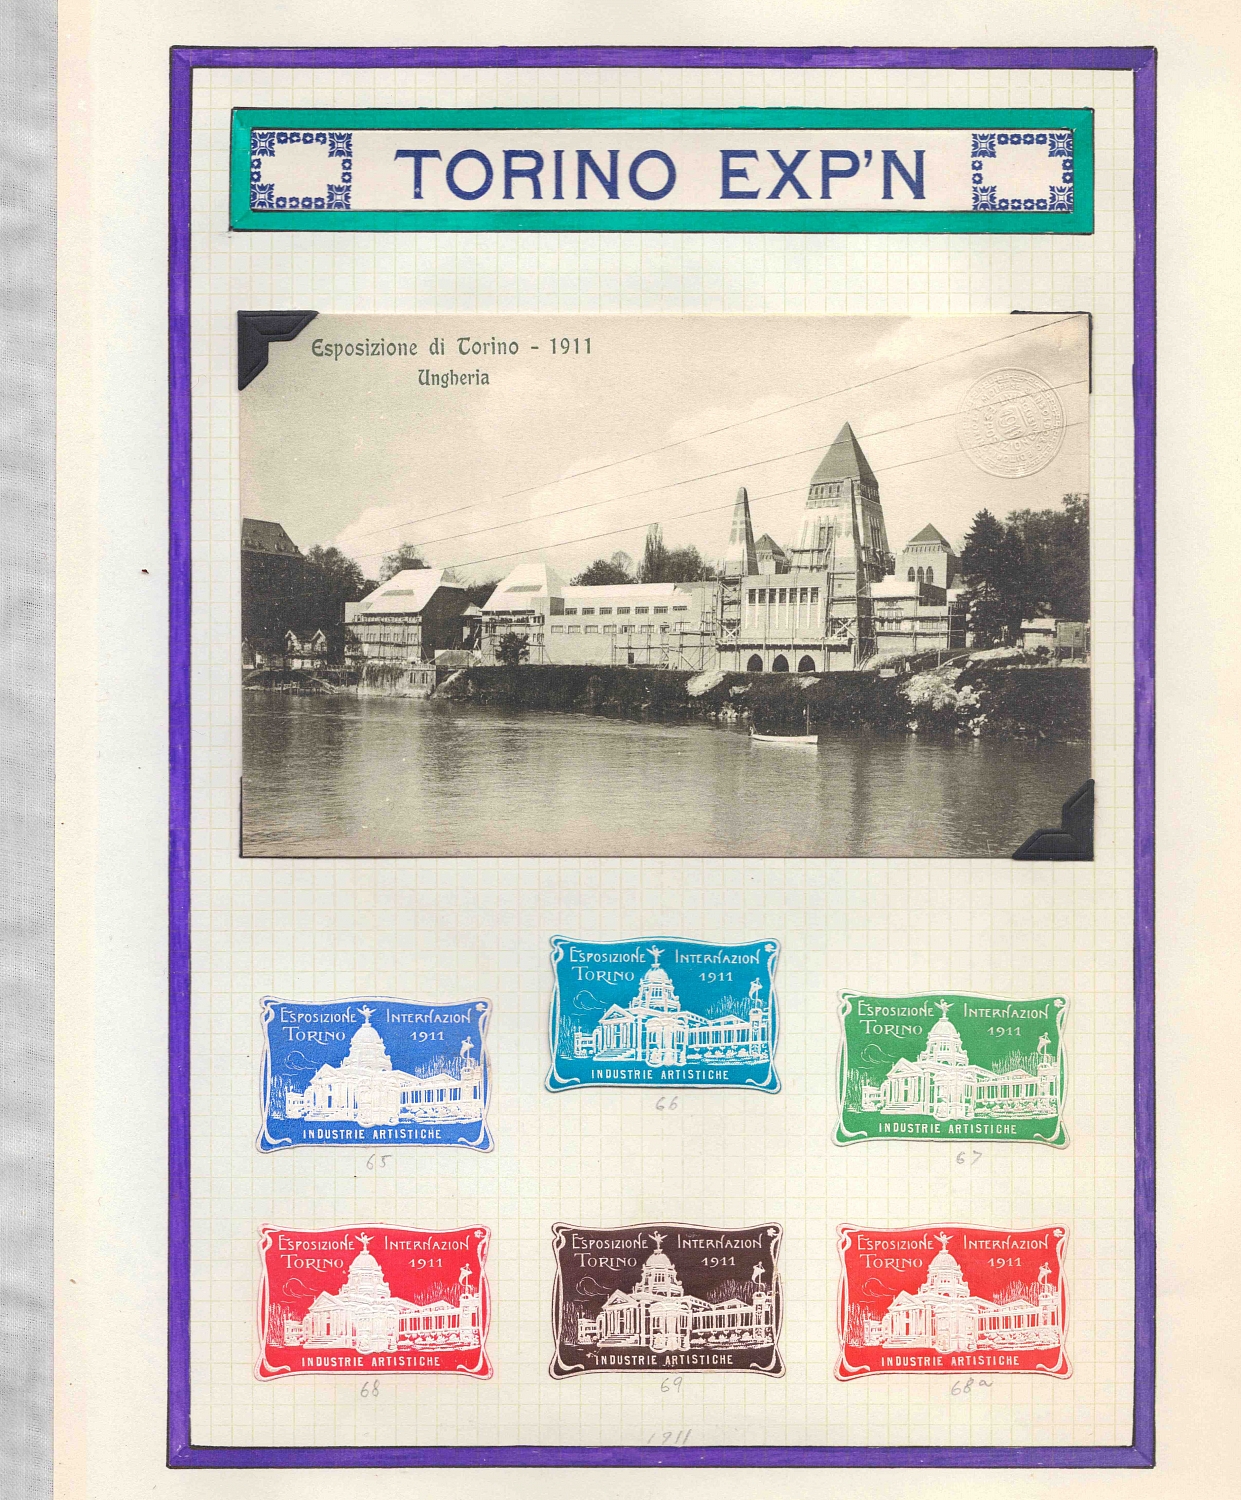 TORINO EXP'N
Esposizione di Torino - 1911
Ungheria
ESPOSIZIONE INTERNAZION
TORINO 1911
INDUSTRIE ARTISTICHE
66
ESPOSIZIONE INTERNAZION
TORINO 1911
INDUSTRIE ARTISTICHE
65
ESPOSIZIONE INTERNAZION
TORINO 1911
INDUSTRIE ARTISTICHE
67
ESPOSIZIONE INTERNAZION
TORINO 1911
INDUSTRIE ARTISTICHE
68
ESPOSIZIONE INTERNAZION
TORINO 1911
INDUSTRIE ARTISTICHE
69
ESPOSIZIONE INTERNAZION
TORINO 1911
INDUSTRIE ARTISTICHE
68a
1911